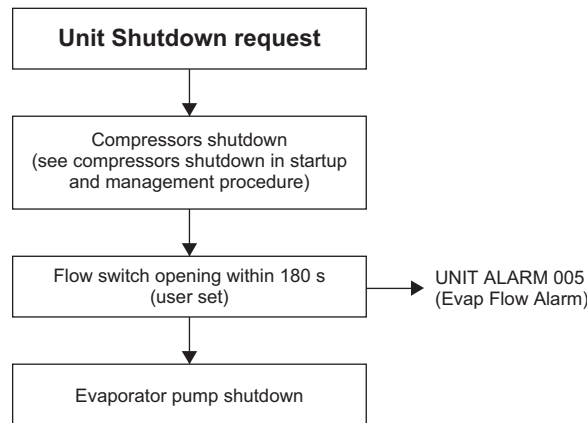 Unit Shutdown request
Compressors shutdown
(see compressors shutdown in startup
and management procedure)
Flow switch opening within 180 s
(user set)
UNIT ALARM 005
(Evap Flow Alarm)
Evaporator pump shutdown